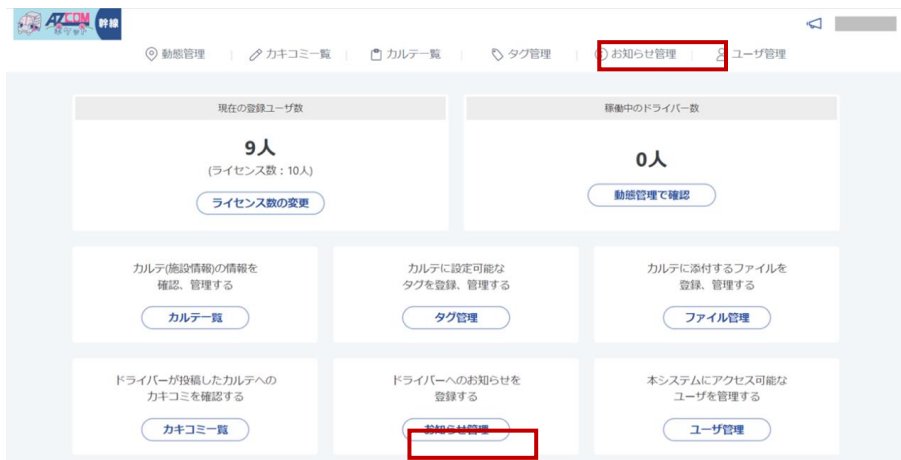 AZCOM 幹線
動態管理 カキコミ一覧 カルテ一覧 タグ管理 お知らせ管理 ユーザ管理
現在の登録ユーザ数 稼働中のドライバー数
9人 0人
(ライセンス数：10人)
ライセンス数の変更 動態管理で確認
カルテ(施設情報)の情報を
確認、管理する
カルテ一覧
カルテに設定可能な
タグを登録、管理する
タグ管理
カルテに添付するファイルを
登録、管理する
ファイル管理
ドライバーが投稿したカルテへの
カキコミを確認する
カキコミ一覧
ドライバーへのお知らせを
登録する
お知らせ管理
本システムにアクセス可能な
ユーザを管理する
ユーザ管理